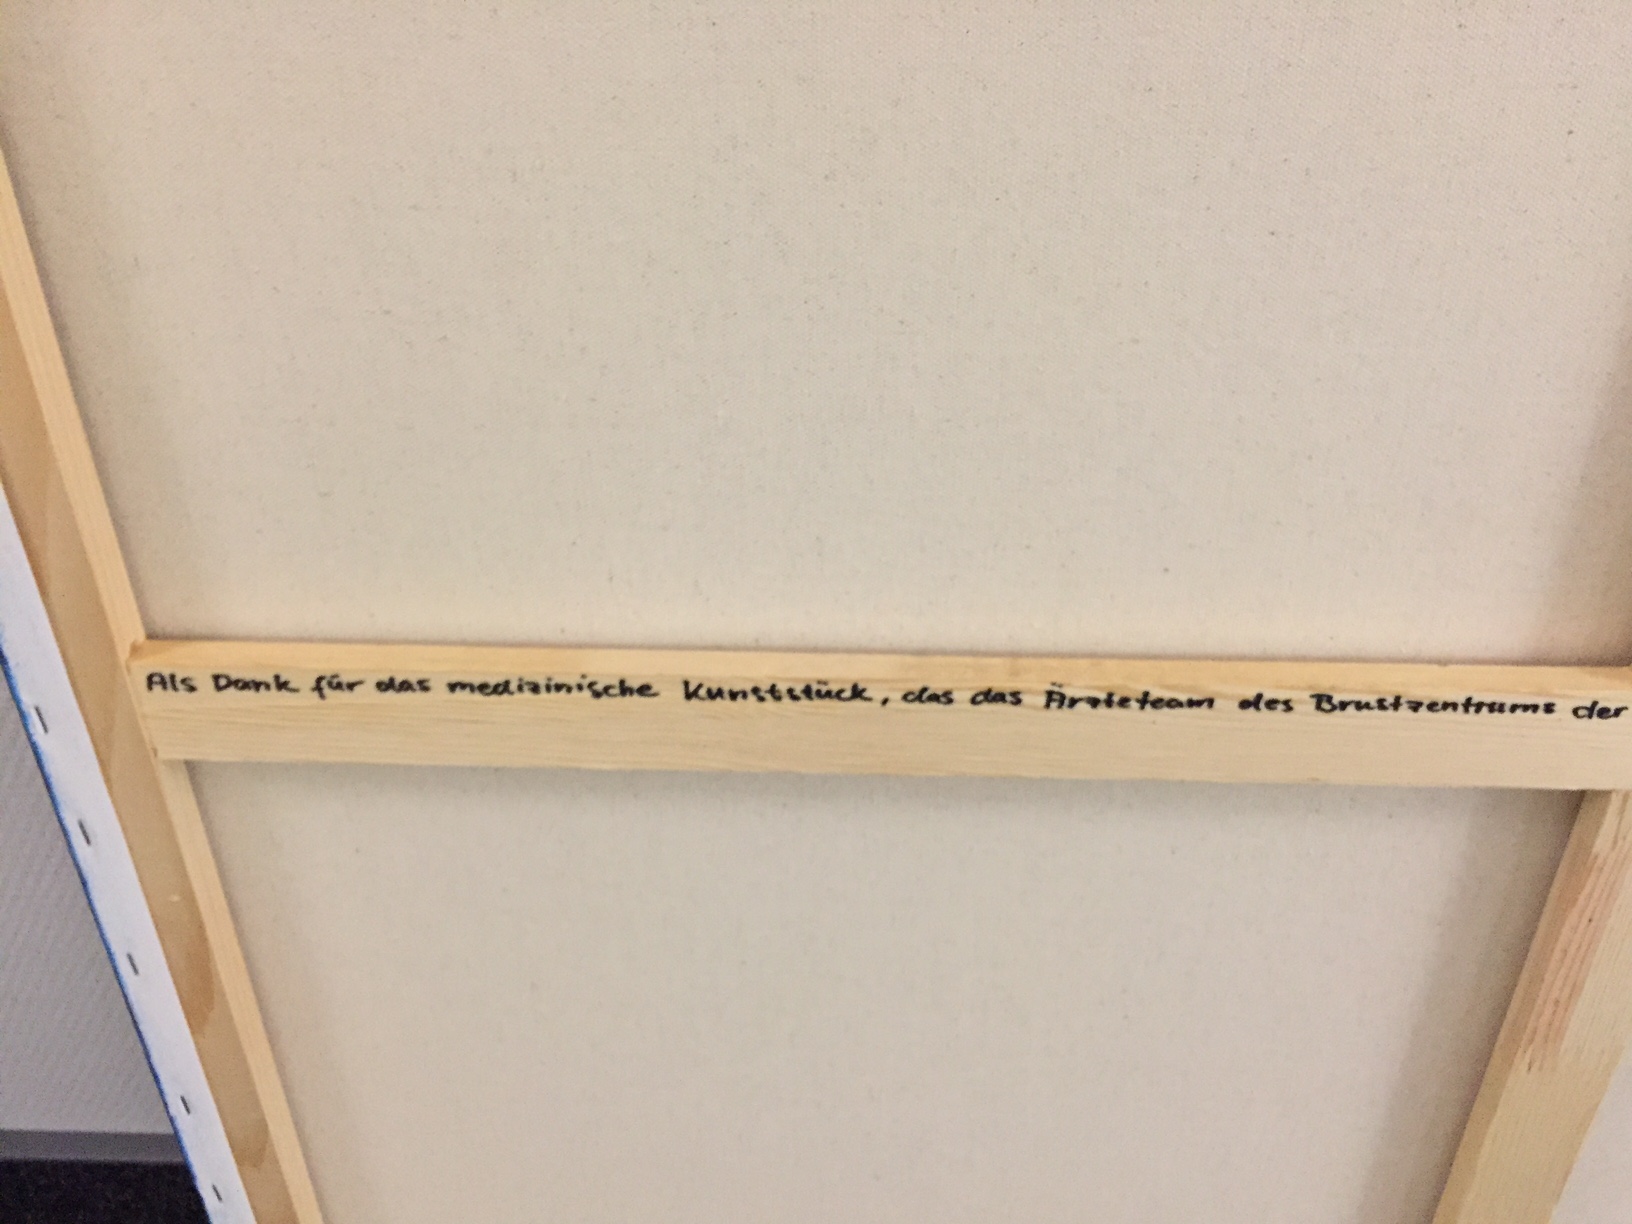 Als Dank für das medizinische Kunststück, das das Ärzteteam des Brustzentrums der